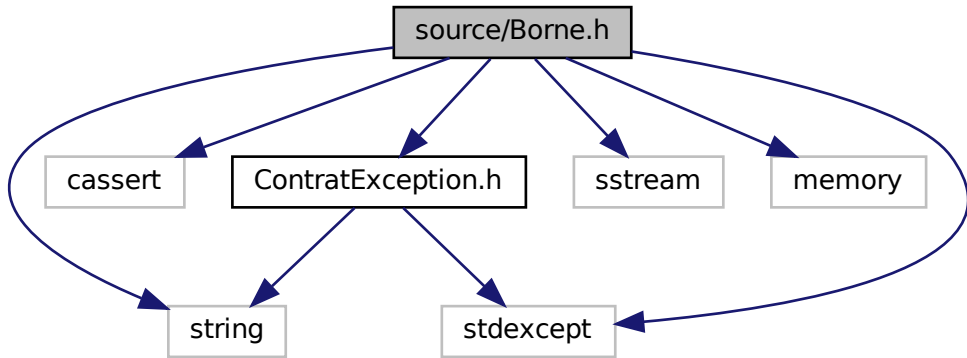 source/Borne.h
cassert
ContratException.h
sstream
memory
string
stdexcept